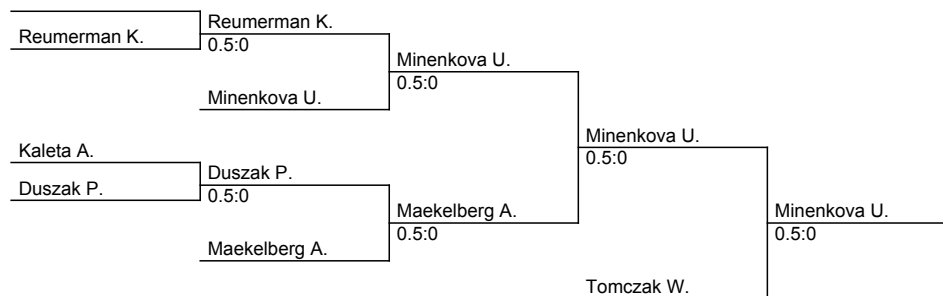 Reumerman K.
Reumerman K.
0.5:0
Minenkova U.
0.5:0
Minenkova U.
Minenkova U.
0.5:0
Kaleta A.
Duszak P.
0.5:0
Duszak P.
Maekelberg A.
0.5:0
Minenkova U.
0.5:0
Maekelberg A.
Tomczak W.